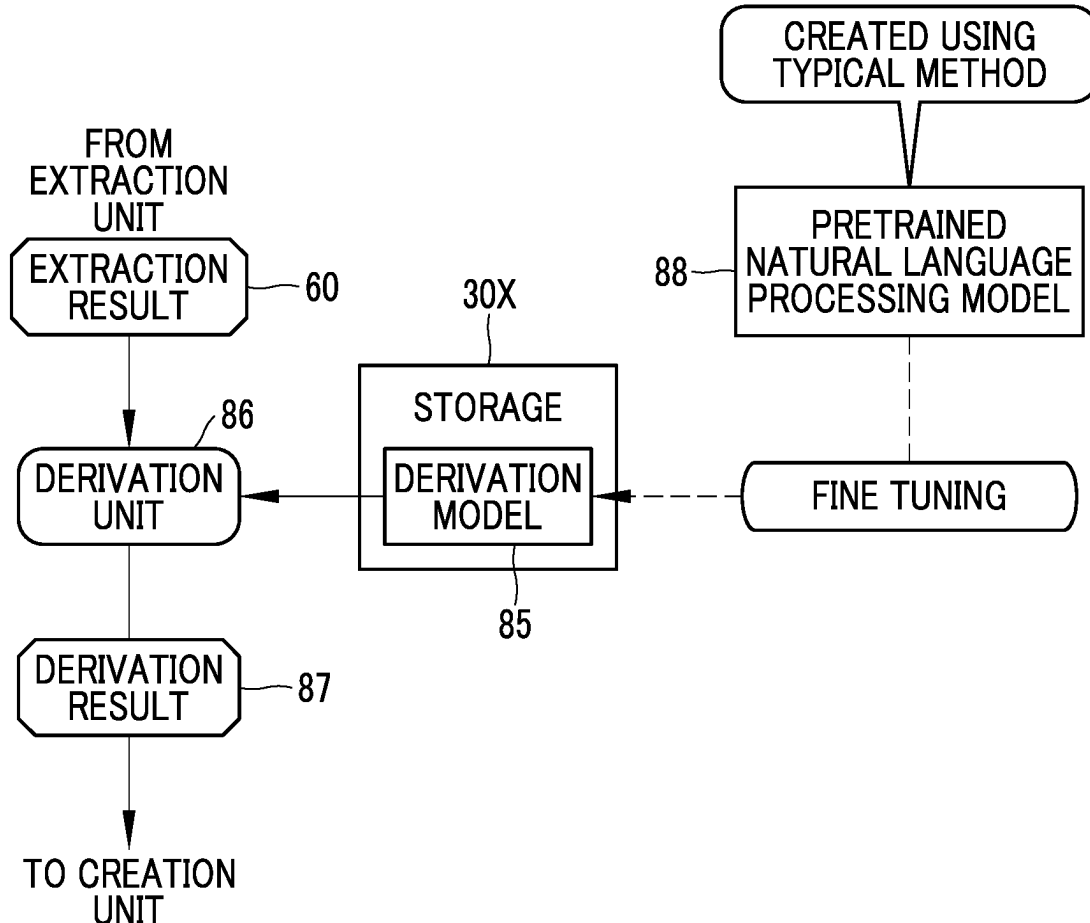 CREATED USING
TYPICAL METHOD
FROM
EXTRACTION
UNIT
EXTRACTION
RESULT
60
PRETRAINED
NATURAL LANGUAGE
PROCESSING MODEL
88
30X
STORAGE
86
DERIVATION
UNIT
DERIVATION
MODEL
85
FINE TUNING
DERIVATION
RESULT
87
TO CREATION
UNIT